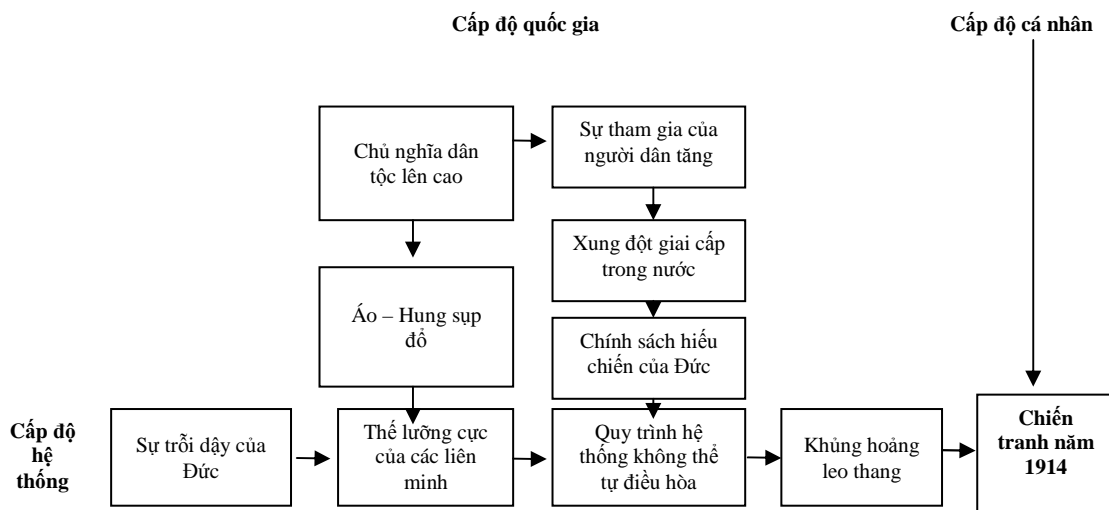 Cấp độ quốc gia
Cấp độ cá nhân
Chủ nghĩa dân
tộc lên cao
Sự tham gia của
người dân tăng
Xung đột giai cấp
trong nước
Áo – Hung sụp
đổ
Chính sách hiếu
chiến của Đức
Cấp độ
hệ
thống
Sự trỗi dậy của
Đức
Thế lưỡng cực
của các liên
minh
Quy trình hệ
thống không thể
tự điều hòa
Khủng hoảng
leo thang
Chiến
tranh năm
1914